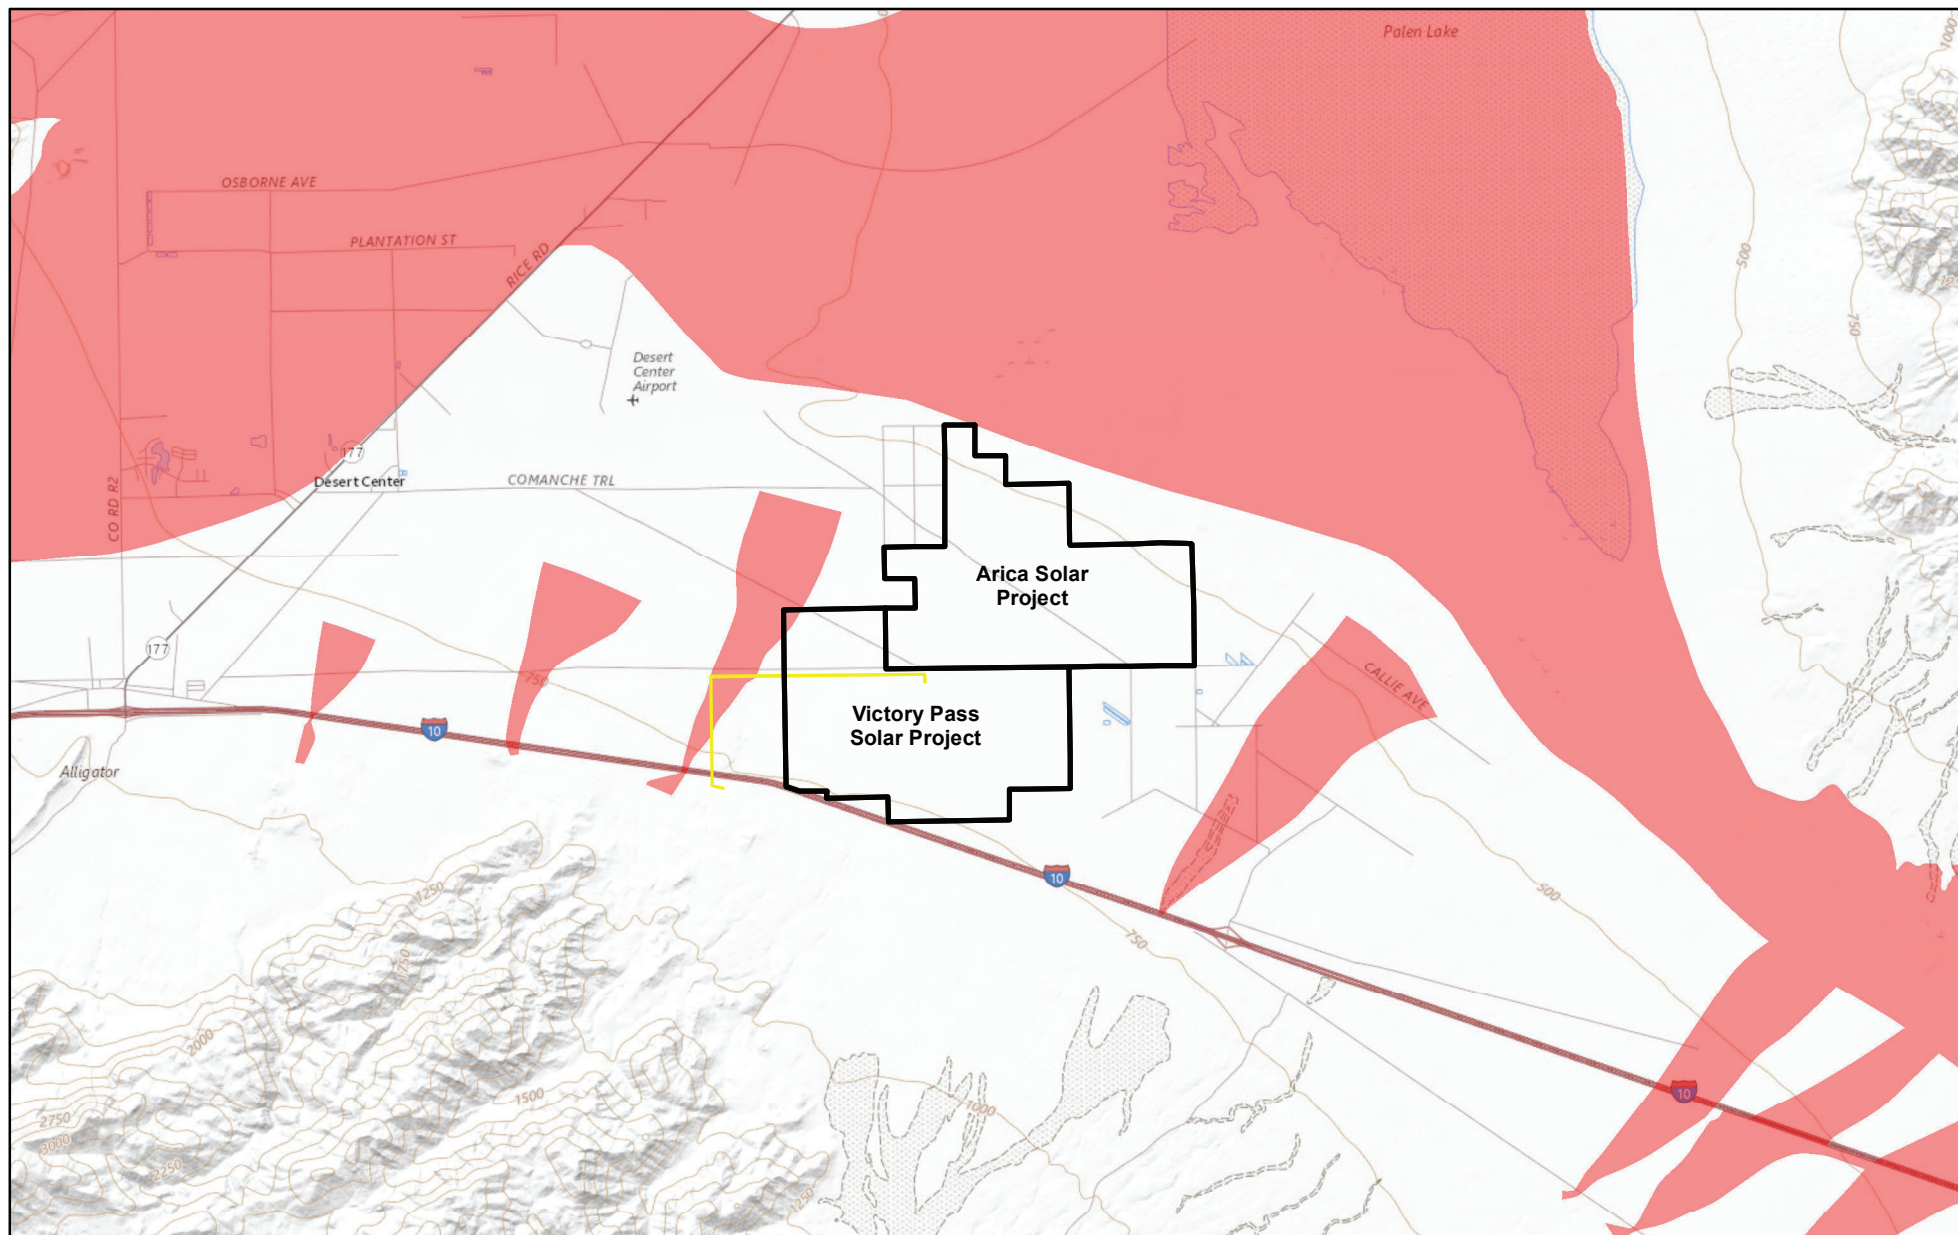 Palen Lake
1000
OSBORNE AVE
PLANTATION ST
RICE RD
500
750
Desert
Center
Airport
177
Desert Center
COMANCHE TRL
CO RD R2
Arica Solar
Project
177
750
CALLIE AVE
10
Victory Pass
Solar Project
Alligator
10
1250
500
750
1750
2000
1500
1000
10
2750
3000
2250
1250